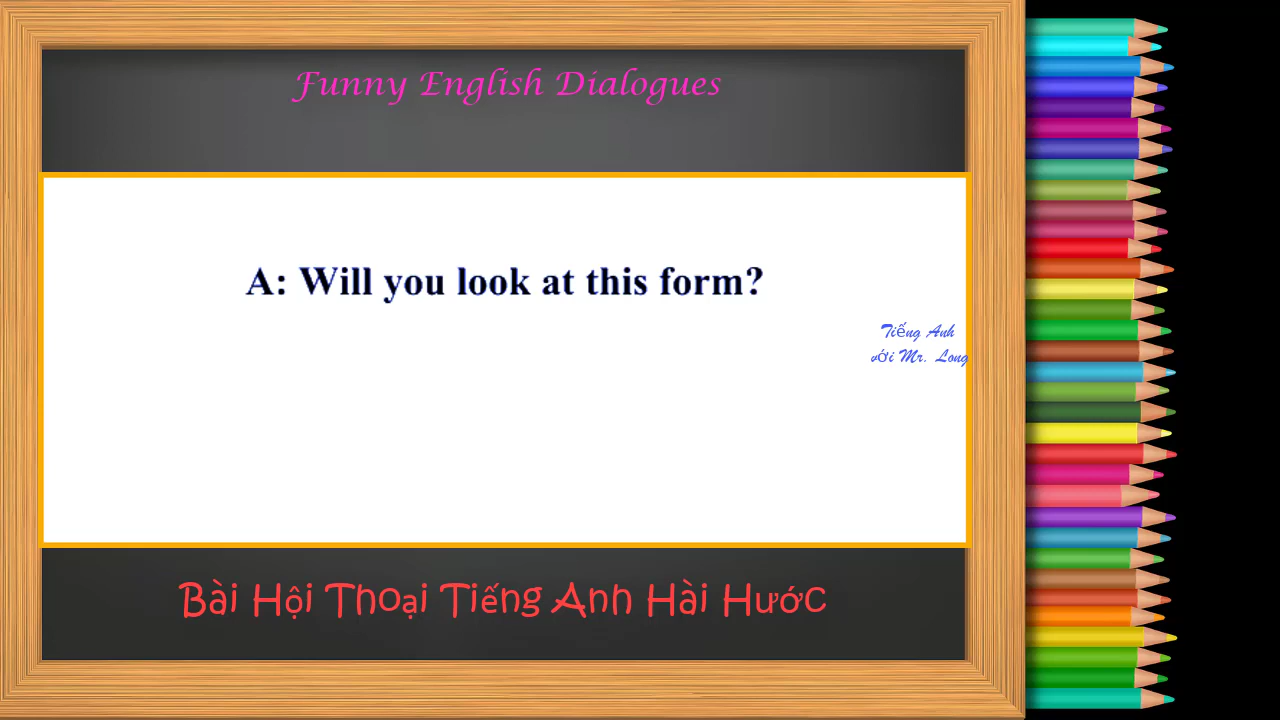 Funny English Dialogues
A: Will you look at this form?
Tiếng Anh
với Mr. Long
Bài Hội Thoại Tiếng Anh Hài Hước